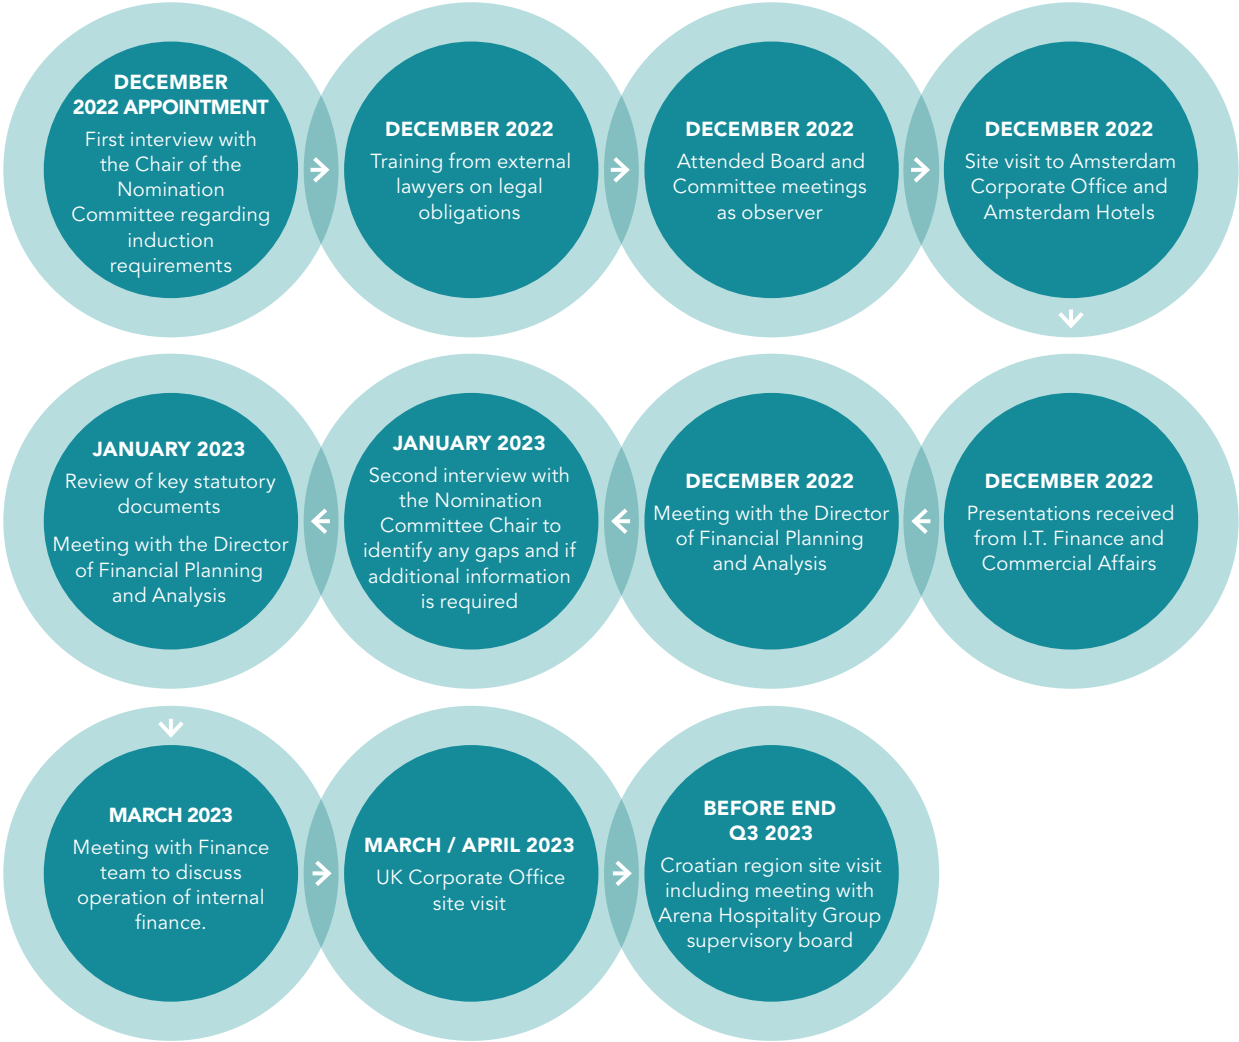 DECEMBER
2022 APPOINTMENT
First interview with
the Chair of the
Nomination
Committee regarding
induction
requirements
DECEMBER 2022
Training from external
lawyers on legal
obligations
DECEMBER 2022
Attended Board and
Committee meetings
as observer
DECEMBER 2022
Site visit to Amsterdam
Corporate Office and
Amsterdam Hotels
DECEMBER 2022
Presentations received
from I.T. Finance and
Commercial Affairs
DECEMBER 2022
Meeting with the Director
of Financial Planning
and Analysis
JANUARY 2023
Second interview with
the Nomination
Committee Chair to
identify any gaps and if
additional information
is required
JANUARY 2023
Review of key statutory
documents
Meeting with the Director
of Financial Planning
and Analysis
MARCH 2023
Meeting with Finance
team to discuss
operation of internal
finance.
MARCH / APRIL 2023
UK Corporate Office
site visit
BEFORE END
Q3 2023
Croatian region site visit
including meeting with
Arena Hospitality Group
supervisory board